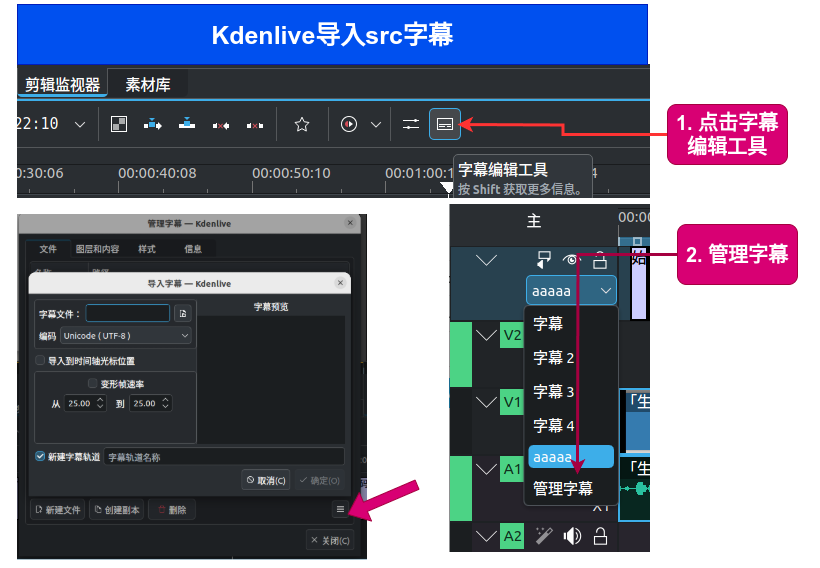 Kdenlive导入src字幕
剪辑监视器
素材库
22:10
1. 点击字幕
编辑工具
0:30:06
00:00:40:08
00:00:50:10
00:01:00:1
4
字幕编辑工具
按 Shift 获取更多信息。
管理字幕 — Kdenlive
文件
图层和内容
样式
信息
导入字幕 — Kdenlive
字幕文件：
字幕预览
编码
Unicode ( UTF-8 )
导入到时间轴光标位置
变形帧速率
从
25.00
到
25.00
新建字幕轨道
字幕轨道名称
取消(C)
确定(O)
新建文件
创建副本
删除
关闭(C)
主
00:00
2. 管理字幕
始
aaaaa
字幕
V2
字幕 2
字幕 3
V1
「生
字幕 4
aaaaa
A1
「生
管理字幕
X1
A2